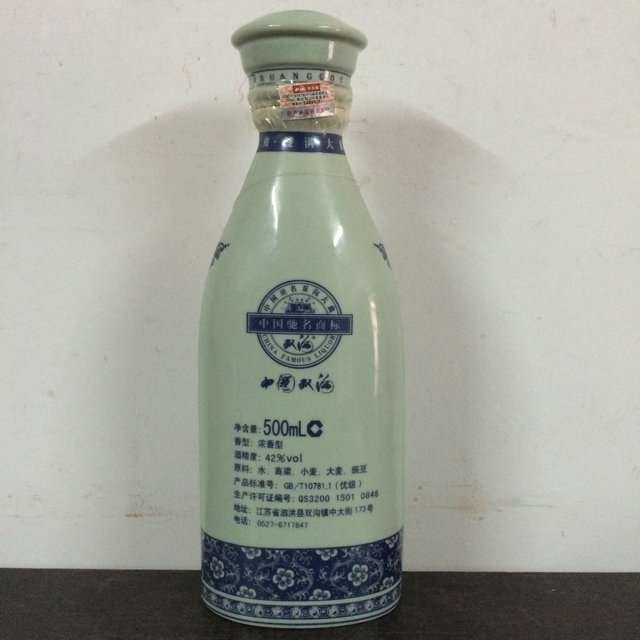 SHUANGGOU
中国驰名商标
CHINA FAMOUS LIQUOR
中国双沟
净含量: 500mL C
香型: 浓香型
酒精度: 42%vol
原料: 水、高粱、小麦、大麦、豌豆
产品标准号: GB/T10781.1 (优级)
生产许可证编号: QS3200 1501 0848
地址: 江苏省泗洪县双沟镇中大街173号
电话: 0527-6717847